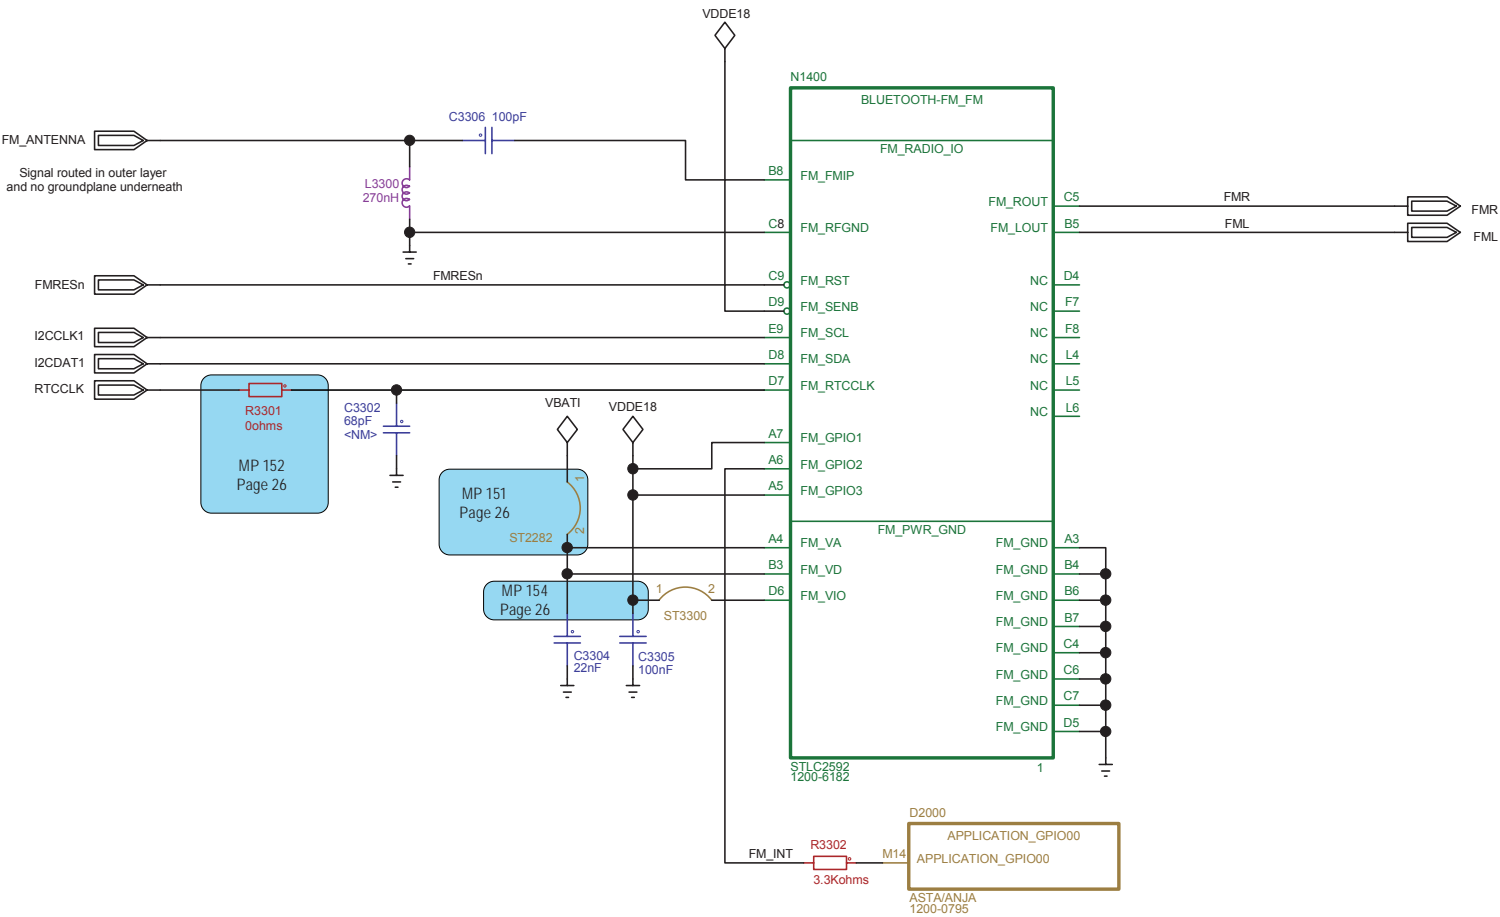 VDDE18
N1400
BLUETOOTH-FM_FM
C3306 100pF
FM_ANTENNA
FM_RADIO_IO
Signal routed in outer layer
and no groundplane underneath
L3300
270nH
B8 FM_FMIP
FM_ROUT C5 FMR FMR
C8 FM_RFGND
FM_LOUT B5 FML FML
FMRESn FMRESn C9 FM_RST
NC D4
D9 FM_SENB
NC F7
I2CCLK1 E9 FM_SCL
NC F8
I2CDAT1 D8 FM_SDA
NC L4
RTCCLK D7 FM_RTCCLK
NC L5
NC L6
R3301
0ohms
MP 152
Page 26
C3302
68pF
<NM>
VBATI
VDDE18
A7 FM_GPIO1
A6 FM_GPIO2
A5 FM_GPIO3
MP 151
Page 26
1
2
ST2282
FM_PWR_GND
A4 FM_VA
FM_GND A3
B3 FM_VD
FM_GND B4
MP 154
Page 26
1 2
ST3300
D6 FM_VIO
FM_GND B6
FM_GND B7
FM_GND C4
FM_GND C6
FM_GND C7
FM_GND D5
C3304
22nF
C3305
100nF
STLC2592
1200-6182
1
D2000
APPLICATION_GPIO00
FM_INT
R3302
3.3Kohms
M14 APPLICATION_GPIO00
ASTA/ANJA
1200-0795